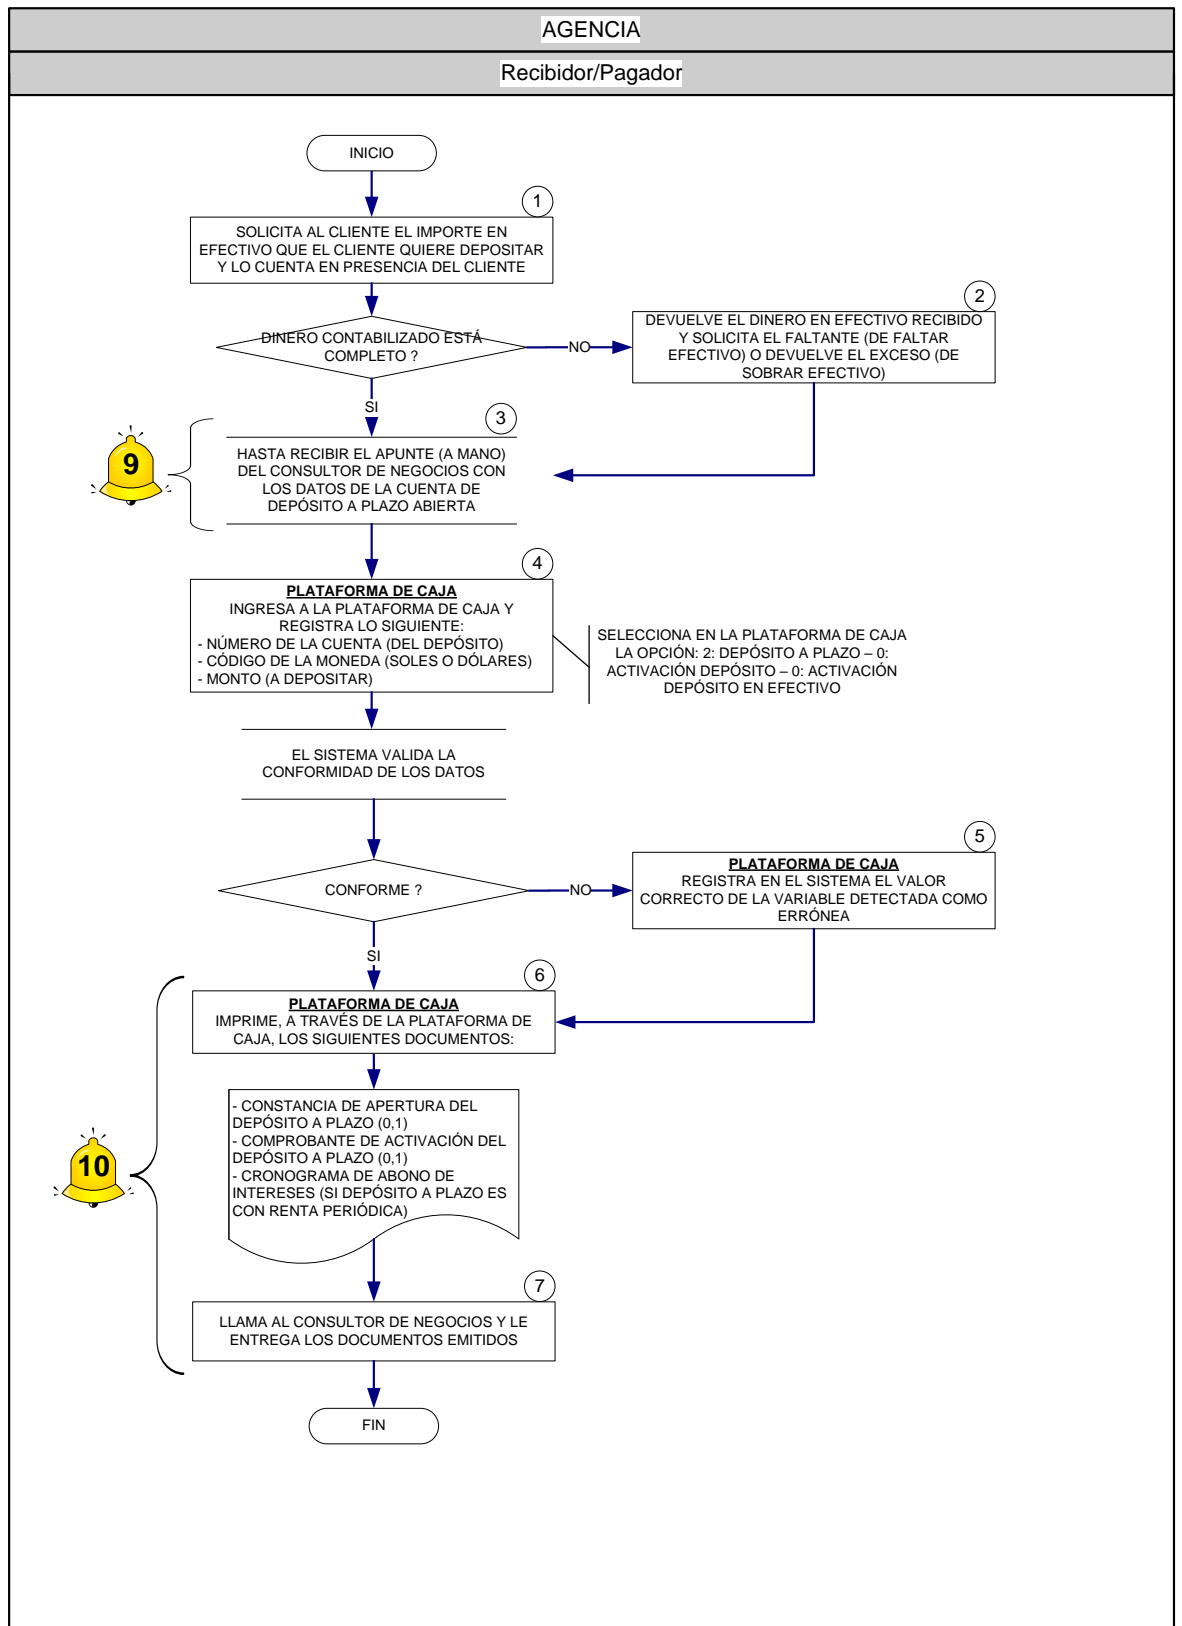 AGENCIA
Recibidor/Pagador
INICIO
1
SOLICITA AL CLIENTE EL IMPORTE EN
EFECTIVO QUE EL CLIENTE QUIERE DEPOSITAR
Y LO CUENTA EN PRESENCIA DEL CLIENTE
DINERO CONTABILIZADO ESTÁ
COMPLETO ?
NO
2
DEVUELVE EL DINERO EN EFECTIVO RECIBIDO
Y SOLICITA EL FALTANTE (DE FALTAR
EFECTIVO) O DEVUELVE EL EXCESO (DE
SOBRAR EFECTIVO)
SI
3
9
HASTA RECIBIR EL APUNTE (A MANO)
DEL CONSULTOR DE NEGOCIOS CON
LOS DATOS DE LA CUENTA DE
DEPÓSITO A PLAZO ABIERTA
4
PLATAFORMA DE CAJA
INGRESA A LA PLATAFORMA DE CAJA Y
REGISTRA LO SIGUIENTE:
- NÚMERO DE LA CUENTA (DEL DEPÓSITO)
- CÓDIGO DE LA MONEDA (SOLES O DÓLARES)
- MONTO (A DEPOSITAR)
SELECCIONA EN LA PLATAFORMA DE CAJA
LA OPCIÓN: 2: DEPÓSITO A PLAZO – 0:
ACTIVACIÓN DEPÓSITO – 0: ACTIVACIÓN
DEPÓSITO EN EFECTIVO
EL SISTEMA VALIDA LA
CONFORMIDAD DE LOS DATOS
CONFORME ?
NO
5
PLATAFORMA DE CAJA
REGISTRA EN EL SISTEMA EL VALOR
CORRECTO DE LA VARIABLE DETECTADA COMO
ERRÓNEA
SI
6
PLATAFORMA DE CAJA
IMPRIME, A TRAVÉS DE LA PLATAFORMA DE
CAJA, LOS SIGUIENTES DOCUMENTOS:
- CONSTANCIA DE APERTURA DEL
DEPÓSITO A PLAZO (0,1)
- COMPROBANTE DE ACTIVACIÓN DEL
DEPÓSITO A PLAZO (0,1)
- CRONOGRAMA DE ABONO DE
INTERESES (SI DEPÓSITO A PLAZO ES
CON RENTA PERIÓDICA)
10
7
LLAMA AL CONSULTOR DE NEGOCIOS Y LE
ENTREGA LOS DOCUMENTOS EMITIDOS
FIN